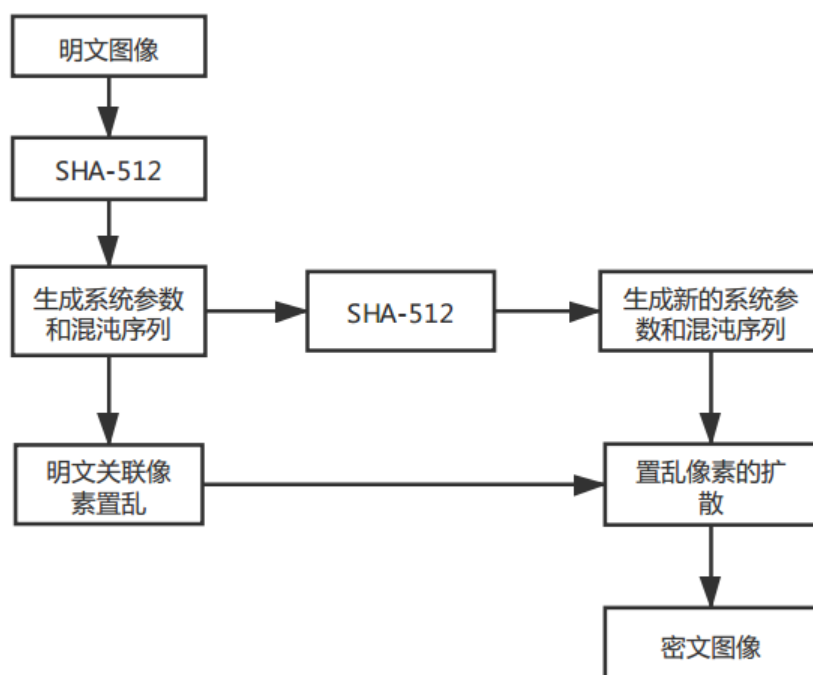 明文图像
SHA-512
生成系统参数
和混沌序列
SHA-512
生成新的系统参
数和混沌序列
明文关联像
素置乱
置乱像素的扩
散
密文图像